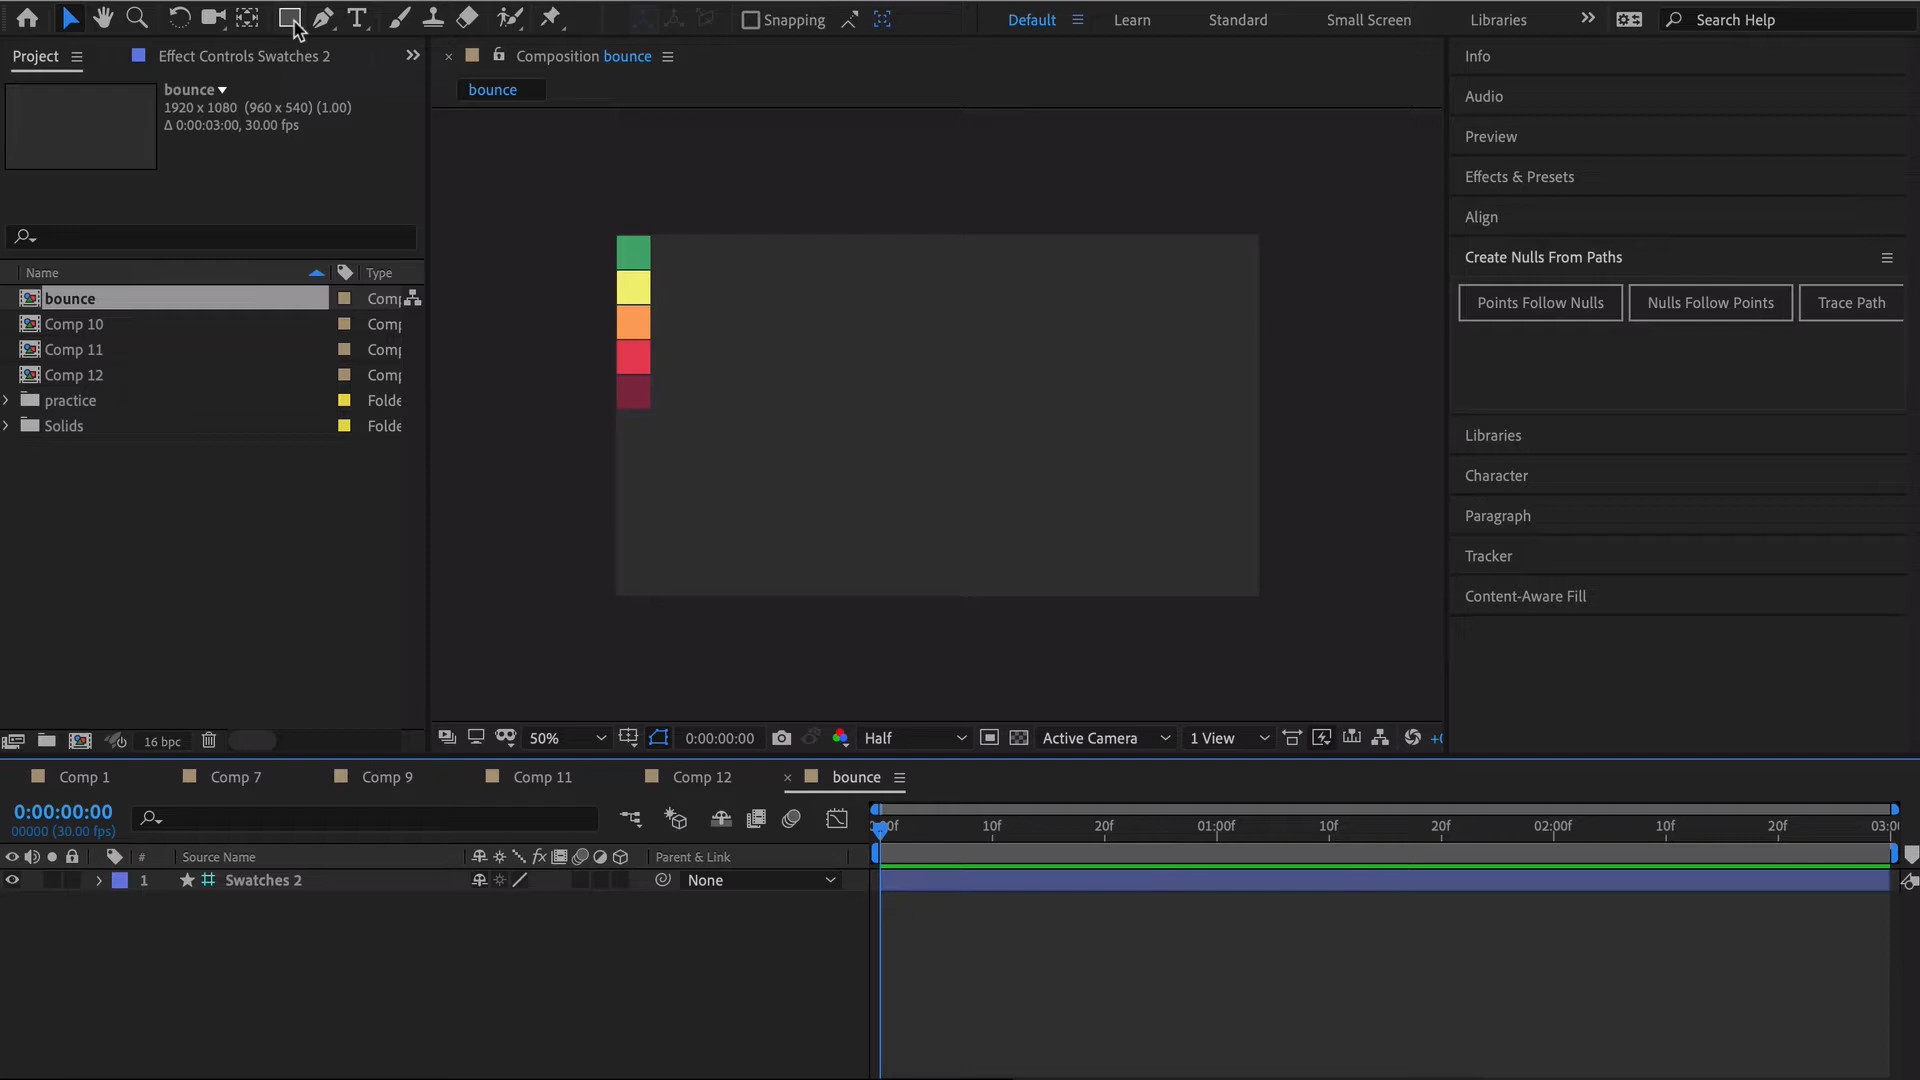 Snapping
Default
Learn
Standard
Small Screen
Libraries
Search Help
Project
Effect Controls Swatches 2
Composition bounce
bounce
1920 x 1080 (960 x 540) (1.00)
Δ 0:00:03:00, 30.00 fps
bounce
Name
Type
bounce
Comp 10
Comp
Comp 11
Comp
Comp 12
Comp
practice
Folde
Solids
Folde
16 bpc
50%
0:00:00:00
Half
Active Camera
1 View
Info
Audio
Preview
Effects & Presets
Align
Create Nulls From Paths
Points Follow Nulls
Nulls Follow Points
Trace Path
Libraries
Character
Paragraph
Tracker
Content-Aware Fill
Comp 1
Comp 7
Comp 9
Comp 11
Comp 12
bounce
0:00:00:00
00000 (30.00 fps)
10f
20f
01:00f
10f
20f
02:00f
10f
20f
# Source Name
fx
Parent & Link
1 Swatches 2
None